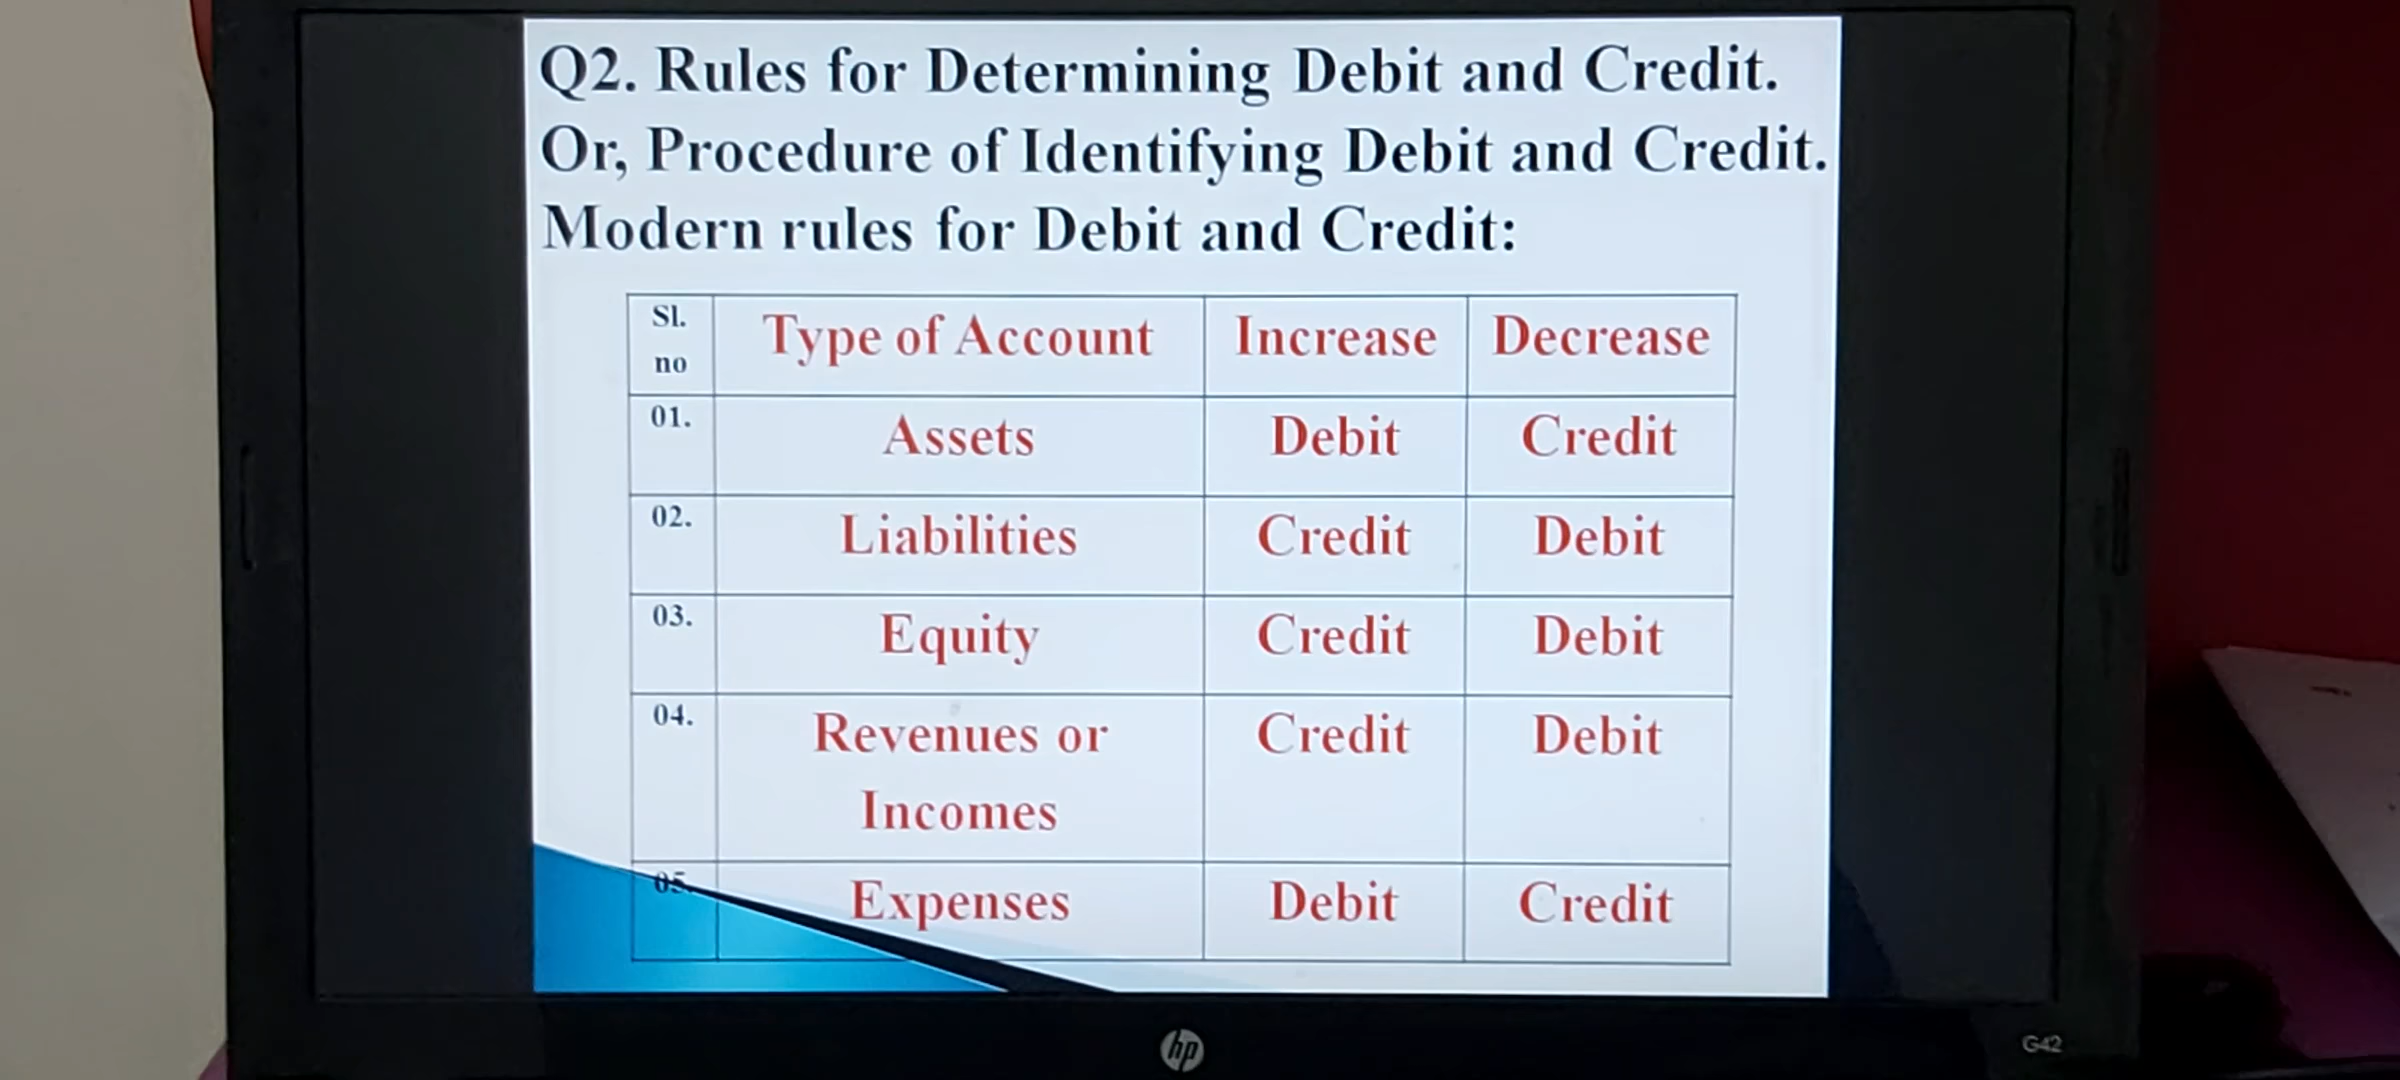 Q2. Rules for Determining Debit and Credit.
Or, Procedure of Identifying Debit and Credit.
Modern rules for Debit and Credit:
Sl. no Type of Account Increase Decrease
01. Assets Debit Credit
02. Liabilities Credit Debit
03. Equity Credit Debit
04. Revenues or Credit Debit
Incomes
05. Expenses Debit Credit
hp
G42